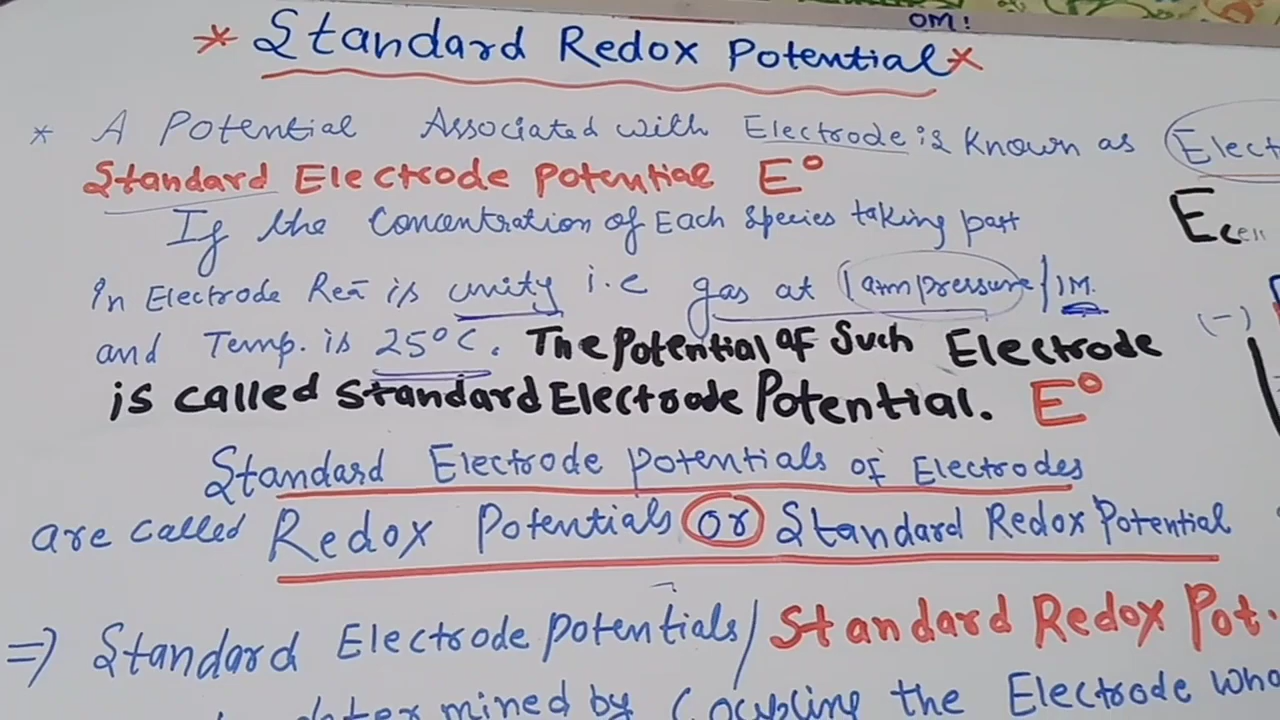 OM!
* Standard Redox Potential *
* A Potential Associated with Electrode is Known as Elect
Standard Electrode Potential E°
If the Concentration of Each Species taking part
Ecell
in Electrode Rex̄ is unity i.e gas at 1 atm pressure / 1M.
(-)
and Temp. is 25°C. The Potential of Such Electrode
is called Standard Electrode Potential. E°
Standard Electrode potentials of Electrodes
are called Redox Potentials or Standard Redox Potential
=> Standard Electrode potentials / Standard Redox Pot.
determined by Coupling the Electrode who